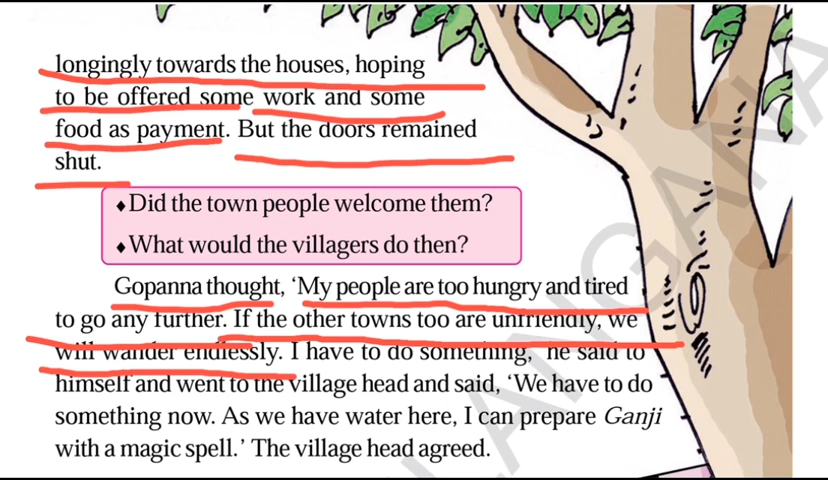 longingly towards the houses, hoping
to be offered some work and some
food as payment. But the doors remained
shut.
♦Did the town people welcome them?
♦What would the villagers do then?
Gopanna thought, ‘My people are too hungry and tired
to go any further. If the other towns too are unfriendly, we
will wander endlessly. I have to do something,’ he said to
himself and went to the village head and said, ‘We have to do
something now. As we have water here, I can prepare Ganji
with a magic spell.’ The village head agreed.